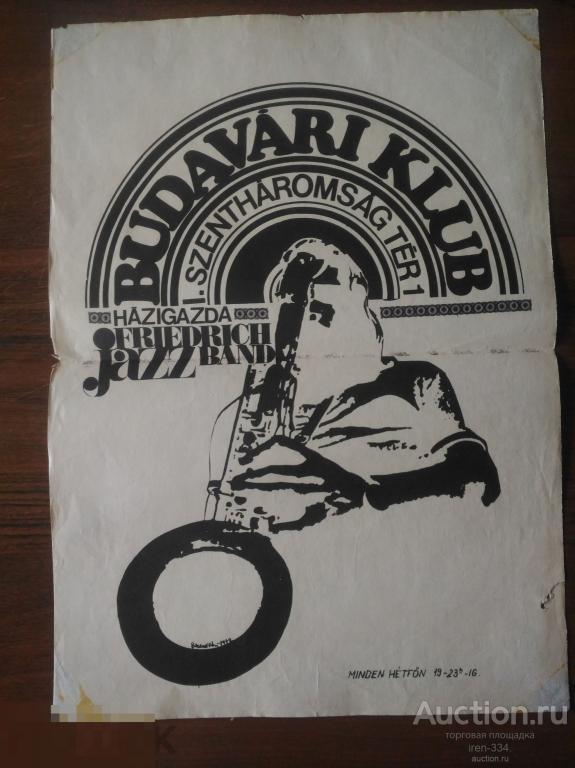 BUDAVÁRI KLUB
I. SZENTHÁROMSÁG TÉR 1
HÁZIGAZDA
FRIEDRICH
jazz BAND
MINDEN HÉTFŐN 19-23h-IG.
Auction.ru
торговая площадка
iren-334.
auction.ru